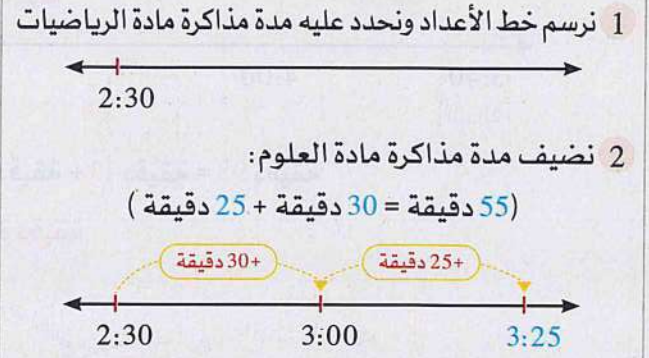 1 نرسم خط الأعداد ونحدد عليه مدة مذاكرة مادة الرياضيات
2:30
2 نضيف مدة مذاكرة مادة العلوم:
(55 دقيقة = 30 دقيقة + 25 دقيقة )
+30 دقيقة +25 دقيقة
2:30 3:00 3:25